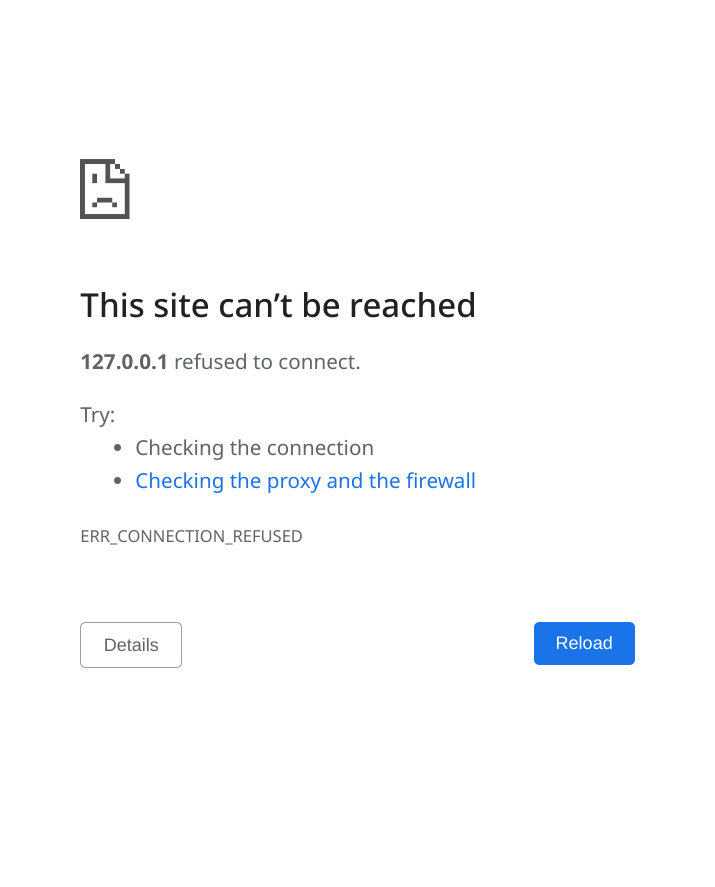 This site can’t be reached
127.0.0.1 refused to connect.
Try:
Checking the connection
Checking the proxy and the firewall
ERR_CONNECTION_REFUSED
Details
Reload